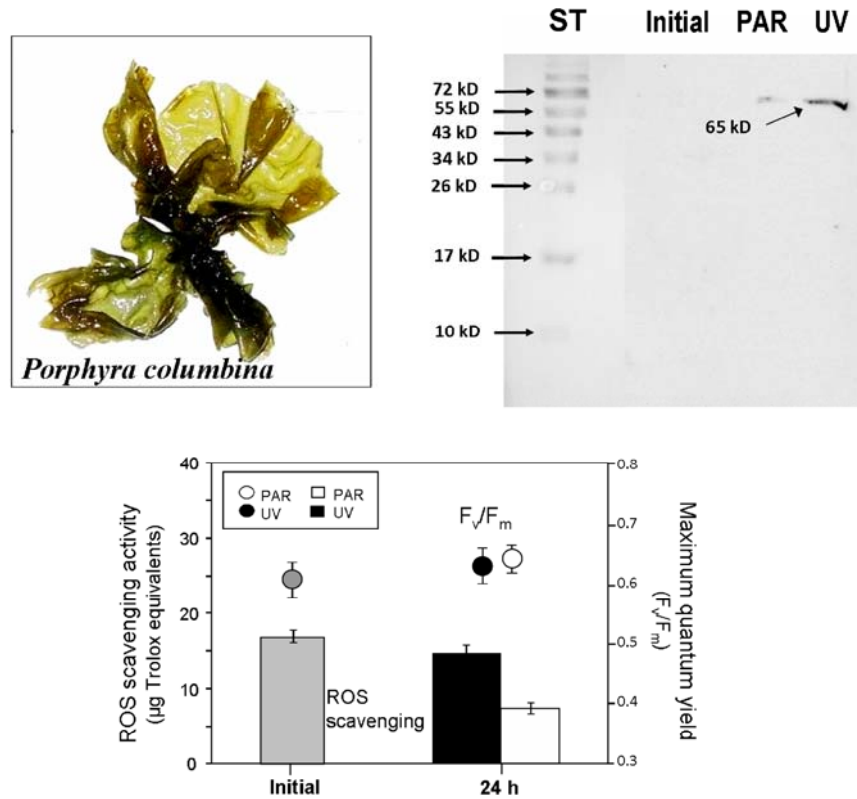 Porphyra columbina
ST Initial PAR UV
72 kD
55 kD
43 kD
34 kD
26 kD
17 kD
10 kD
65 kD
ROS scavenging activity
(µg Trolox equivalents)
40
30
20
10
0
PAR PAR
UV UV
Fv/Fm
ROS
scavenging
Initial
24 h
0.8
0.7
0.6
0.5
0.4
0.3
Maximum quantum yield
(Fv/Fm)